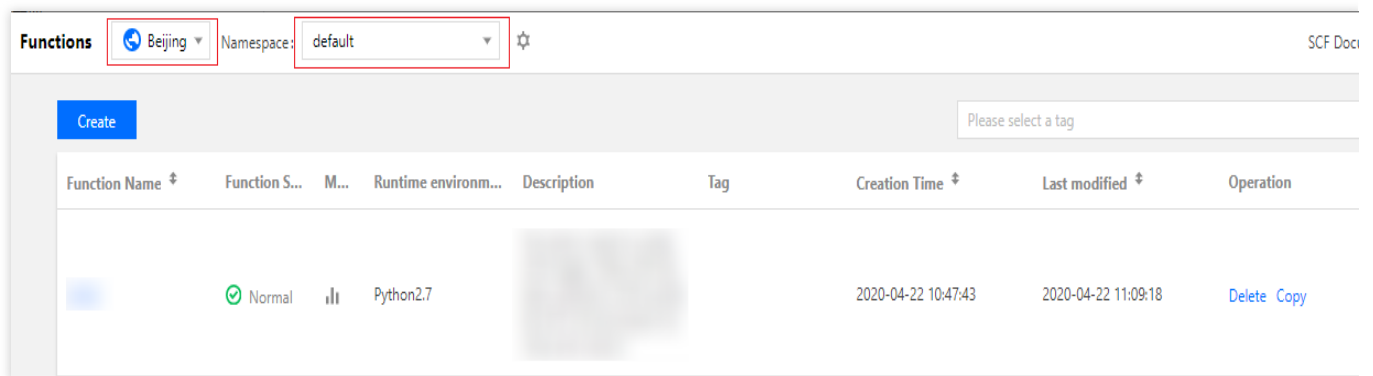 Functions Beijing Namespace: default SCF Docu
Create Please select a tag
Function Name Function S... M... Runtime environm... Description Tag Creation Time Last modified Operation
Normal Python2.7 2020-04-22 10:47:43 2020-04-22 11:09:18 Delete Copy